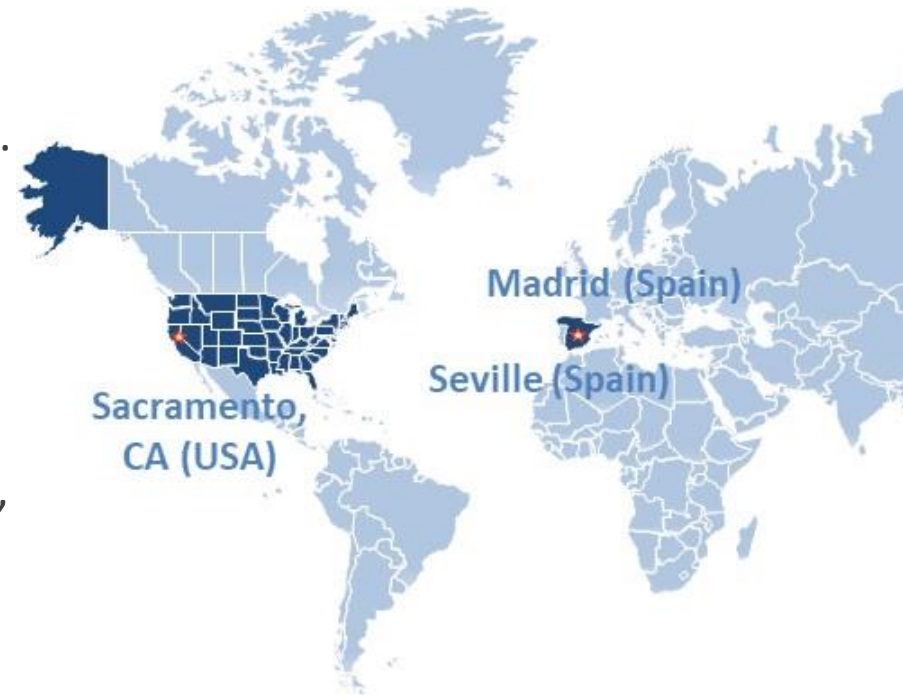 .
Madrid (Spain)
Seville (Spain)
Sacramento,
CA (USA)
,